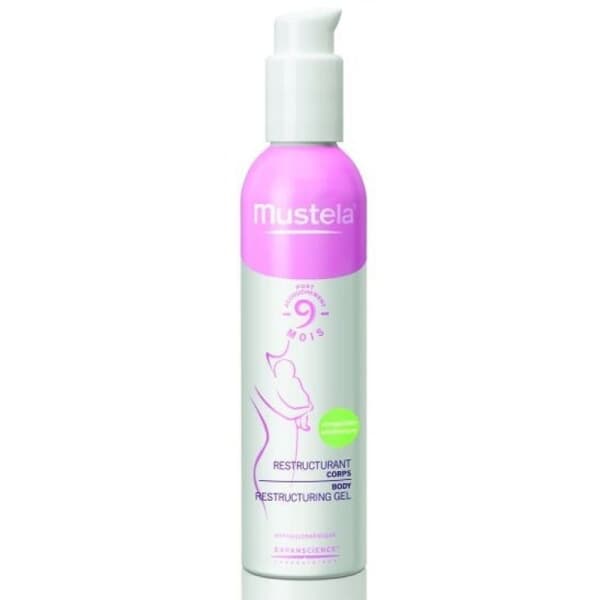 Mustela®
POST
ACCOUCHEMENT
9
MOIS
RESTRUCTURANT
CORPS
BODY
RESTRUCTURING GEL
EXPANSCIENCE®